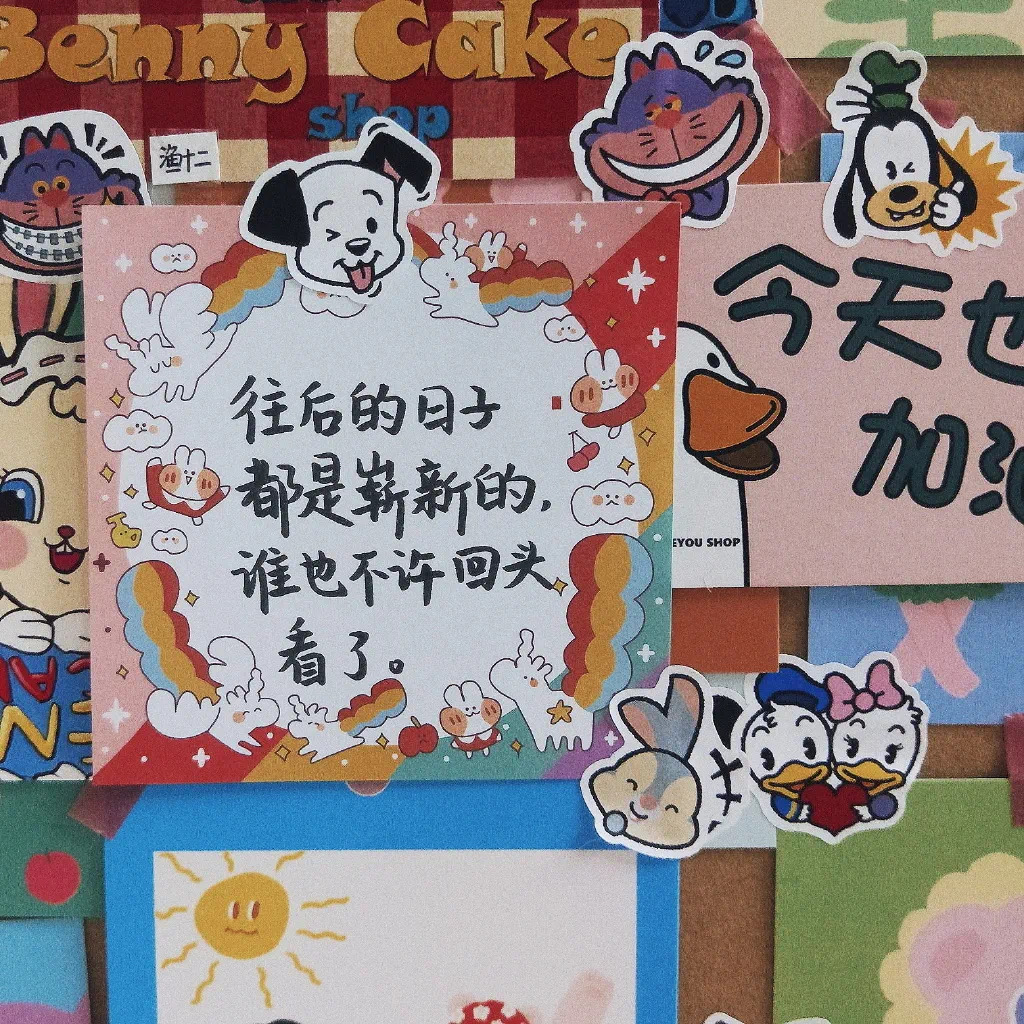 Benny Cake
shop
渔十二
往后的日子
都是崭新的,
谁也不许回头
看了。
今天也
加油
EYOU SHOP